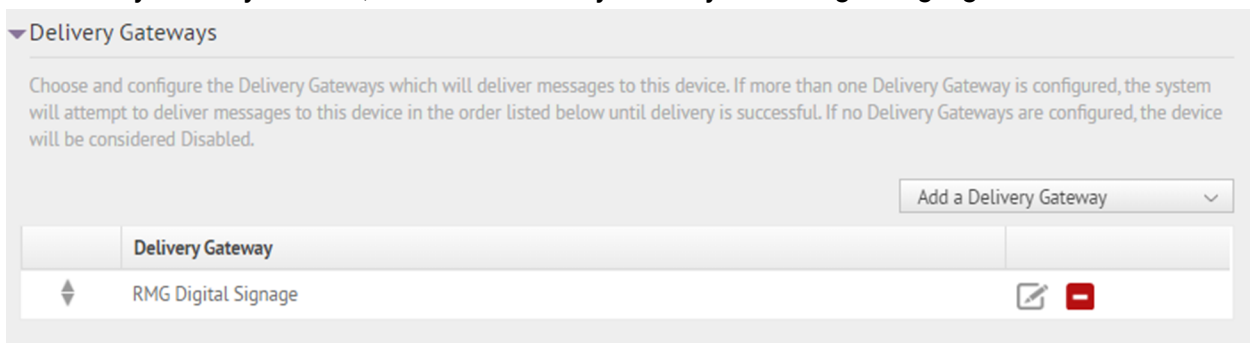 Delivery Gateways
Choose and configure the Delivery Gateways which will deliver messages to this device. If more than one Delivery Gateway is configured, the system
will attempt to deliver messages to this device in the order listed below until delivery is successful. If no Delivery Gateways are configured, the device
will be considered Disabled.
Add a Delivery Gateway
Delivery Gateway
RMG Digital Signage